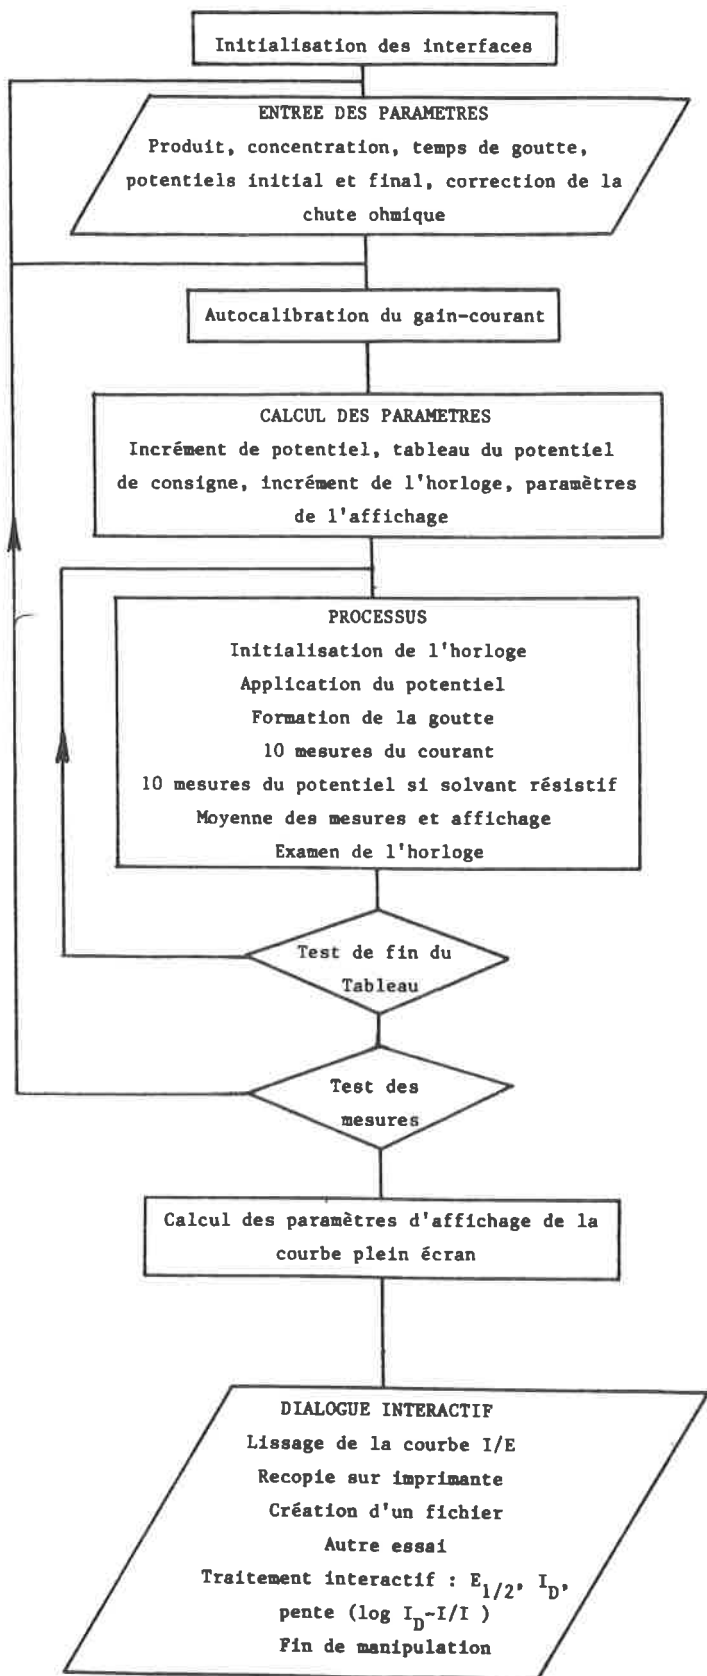 Initialisation des interfaces
ENTREE DES PARAMETRES
Produit, concentration, temps de goutte,
potentiels initial et final, correction de la
chute ohmique
Autocalibration du gain-courant
CALCUL DES PARAMETRES
Incrément de potentiel, tableau du potentiel
de consigne, incrément de l'horloge, paramètres
de l'affichage
PROCESSUS
Initialisation de l'horloge
Application du potentiel
Formation de la goutte
10 mesures du courant
10 mesures du potentiel si solvant résistif
Moyenne des mesures et affichage
Examen de l'horloge
Test de fin du
Tableau
Test des
mesures
Calcul des paramètres d'affichage de la
courbe plein écran
DIALOGUE INTERACTIF
Lissage de la courbe I/E
Recopie sur imprimante
Création d'un fichier
Autre essai
Traitement interactif : E1/2, ID,
pente (log ID-I/I )
Fin de manipulation